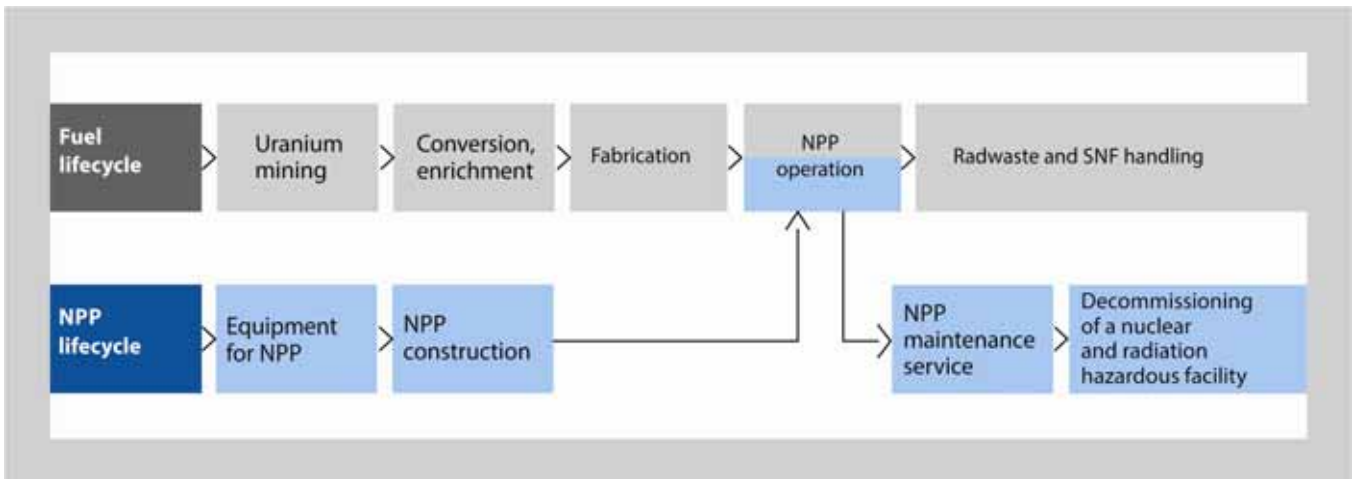 Fuel
lifecycle
Uranium
mining
Conversion,
enrichment
Fabrication
NPP
operation
Radwaste and SNF handling
NPP
lifecycle
Equipment
for NPP
NPP
construction
NPP
maintenance
service
Decommissioning
of a nuclear
and radiation
hazardous facility